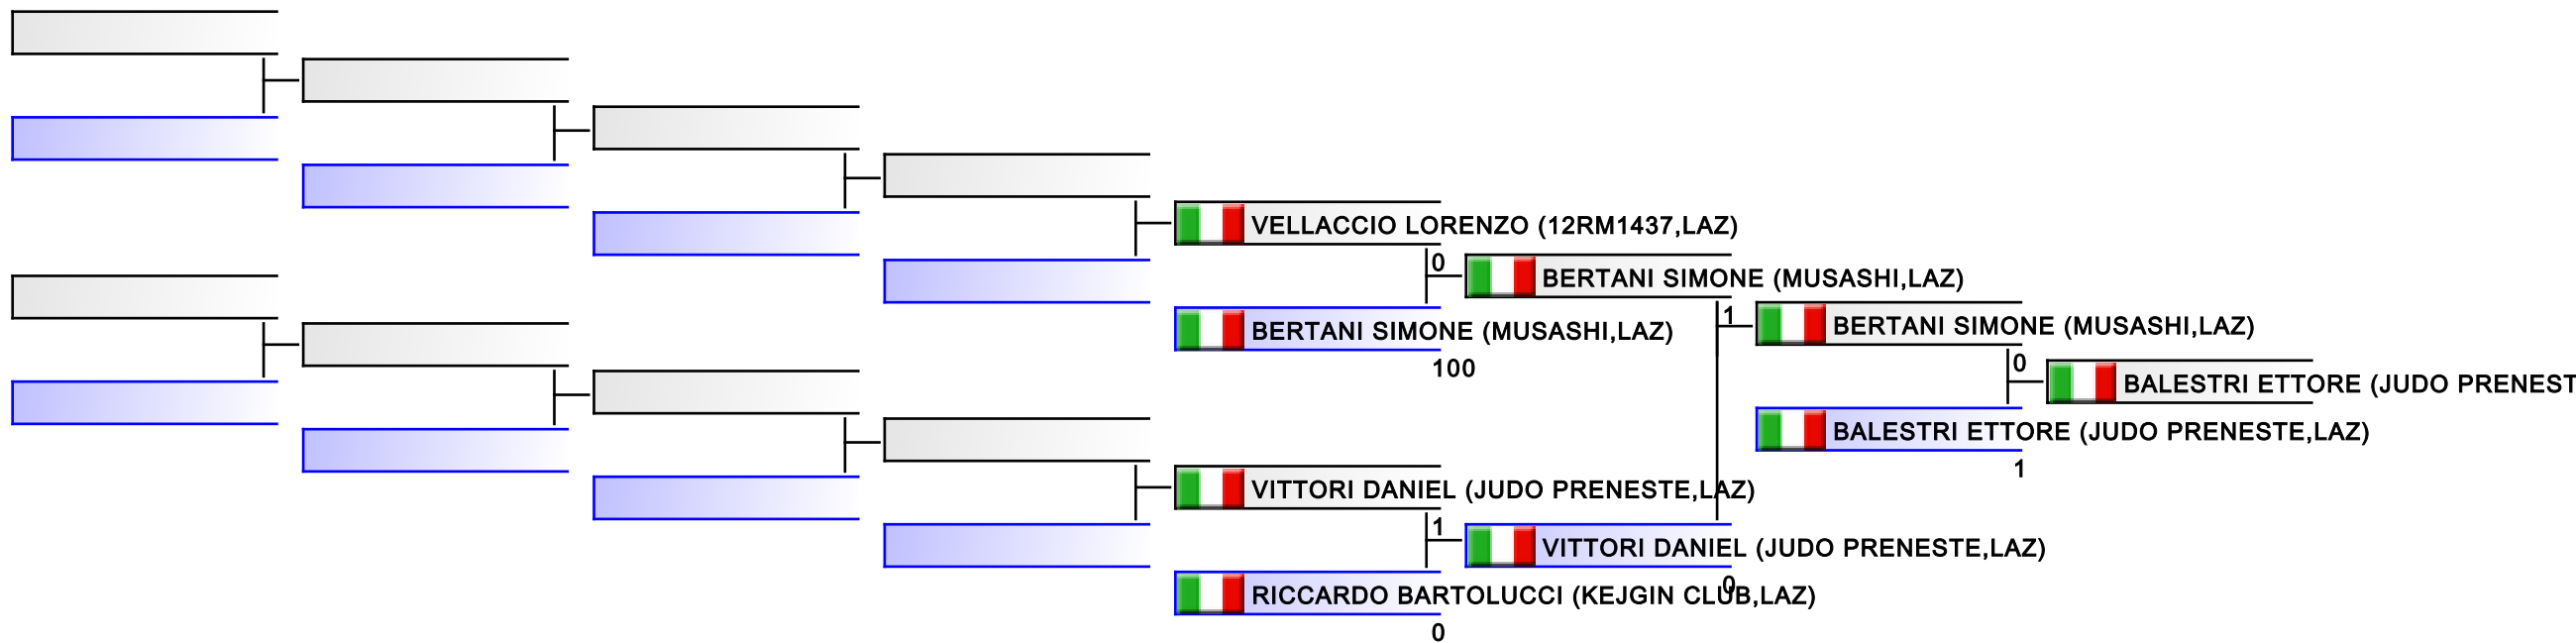 VELLACCIO LORENZO (12RM1437,LAZ)
0
BERTANI SIMONE (MUSASHI,LAZ)
BERTANI SIMONE (MUSASHI,LAZ)
100
1
BERTANI SIMONE (MUSASHI,LAZ)
0
BALESTRI ETTORE (JUDO PRENEST
BALESTRI ETTORE (JUDO PRENESTE,LAZ)
1
VITTORI DANIEL (JUDO PRENESTE,LAZ)
1
VITTORI DANIEL (JUDO PRENESTE,LAZ)
0
RICCARDO BARTOLUCCI (KEJGIN CLUB,LAZ)
0